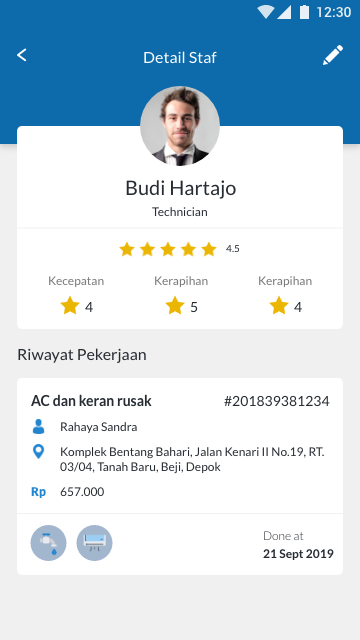 12:30
Detail Staf
Budi Hartajo
Technician
4.5
Kecepatan Kerapihan Kerapihan
4 5 4
Riwayat Pekerjaan
AC dan keran rusak #201839381234
Rahaya Sandra
Komplek Bentang Bahari, Jalan Kenari II No.19, RT.
03/04, Tanah Baru, Beji, Depok
Rp 657.000
Done at
21 Sept 2019